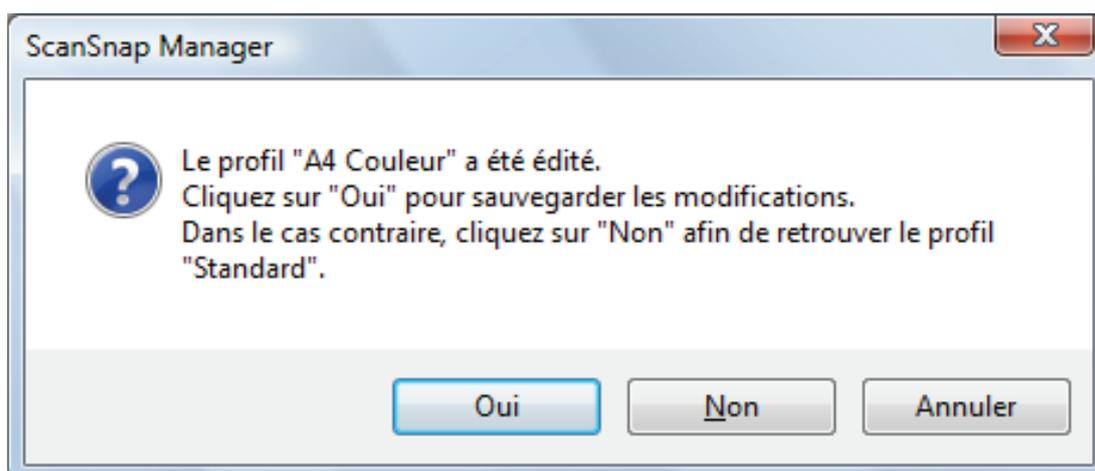 ScanSnap Manager
Le profil "A4 Couleur" a été édité.
Cliquez sur "Oui" pour sauvegarder les modifications.
Dans le cas contraire, cliquez sur "Non" afin de retrouver le profil
"Standard".
Oui
Non
Annuler